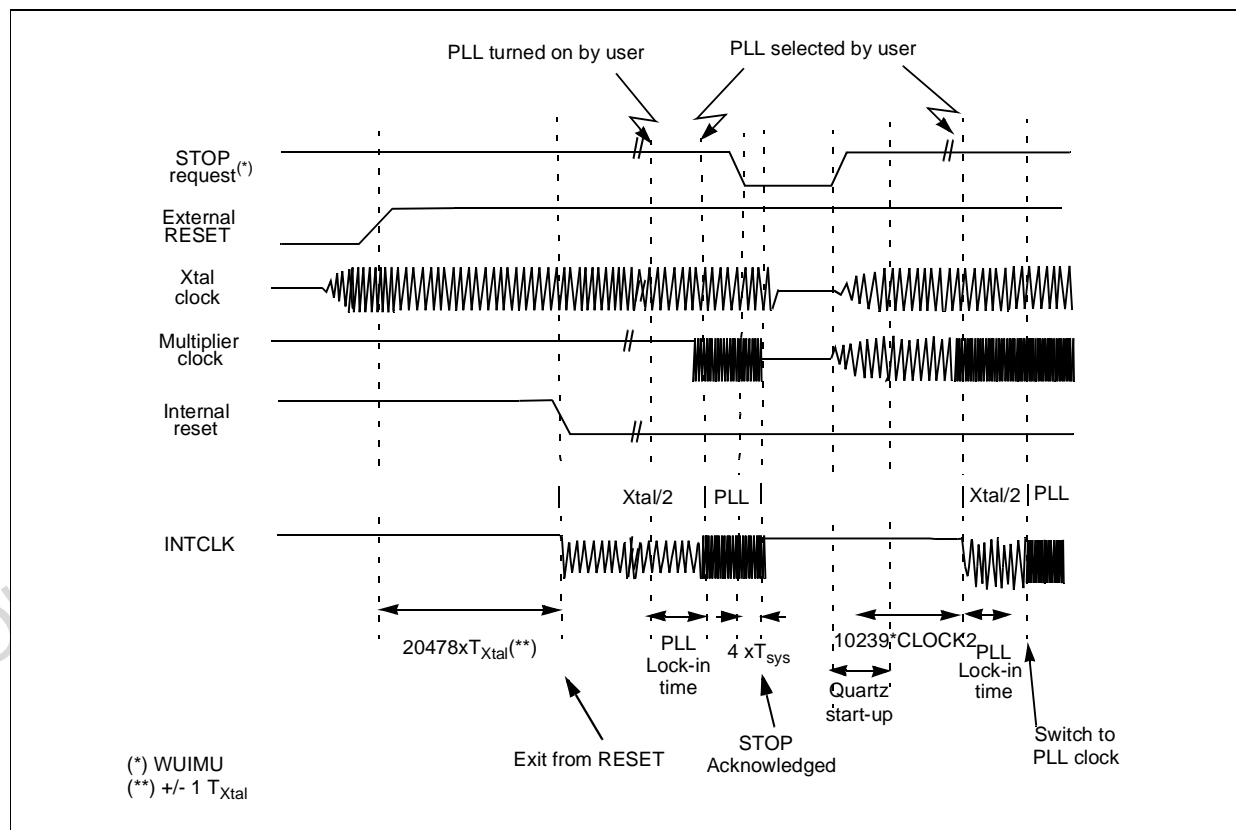 PLL turned on by user
PLL selected by user
STOP
request(*)
External
RESET
Xtal
clock
Multiplier
clock
Internal
reset
Xtal/2
PLL
Xtal/2
PLL
INTCLK
20478xTXtal(**)
PLL
Lock-in
time
4 xTsys
10239*CLOCK2
PLL
Lock-in
time
Quartz
start-up
Exit from RESET
STOP
Acknowledged
Switch to
PLL clock
(*) WUIMU
(**) +/- 1 TXtal